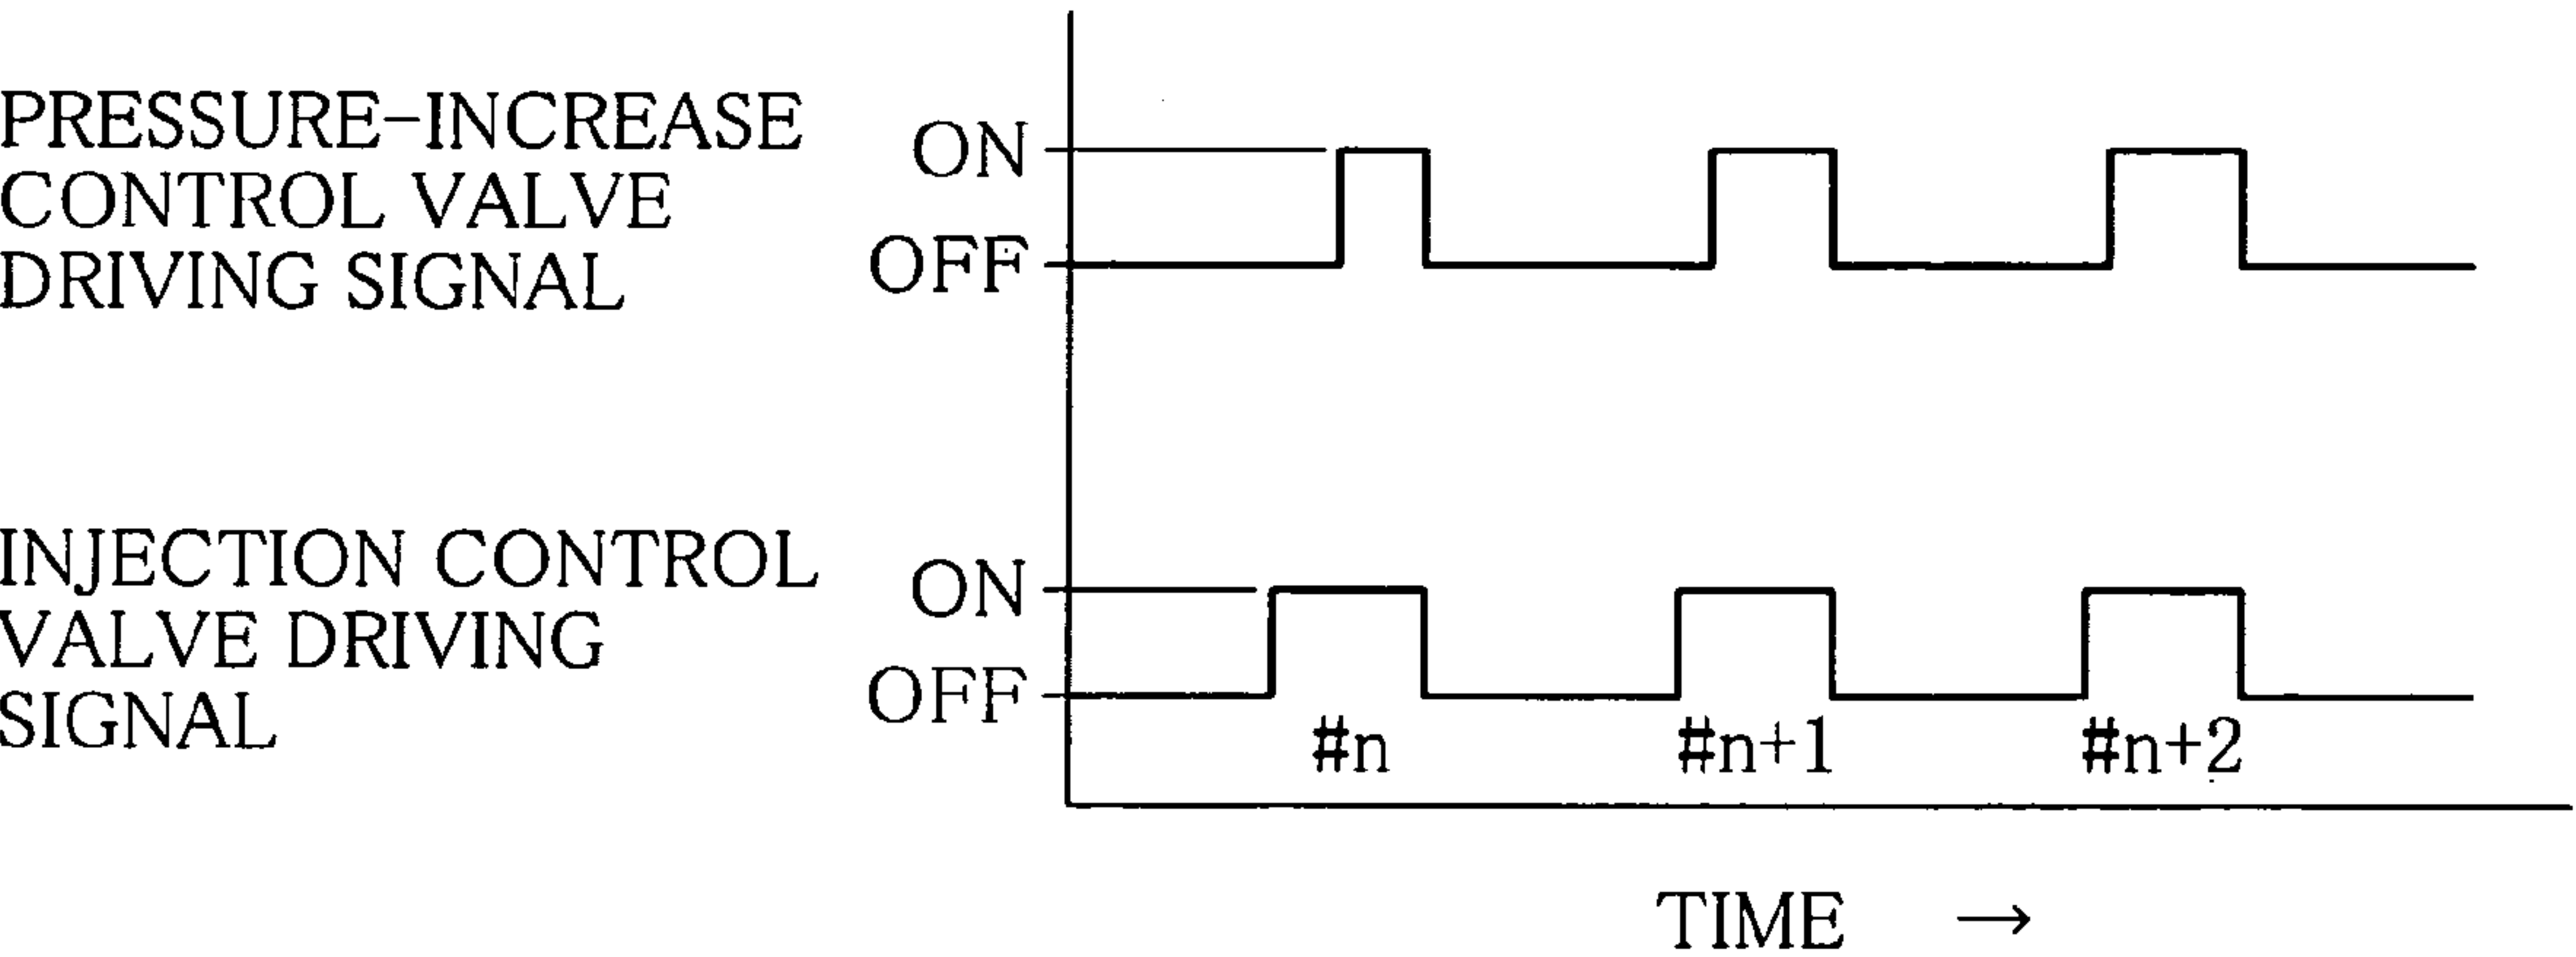 PRESSURE-INCREASE
CONTROL VALVE
DRIVING SIGNAL
ON
OFF
INJECTION CONTROL
VALVE DRIVING
SIGNAL
ON
OFF
#n
#n+1
#n+2
TIME →